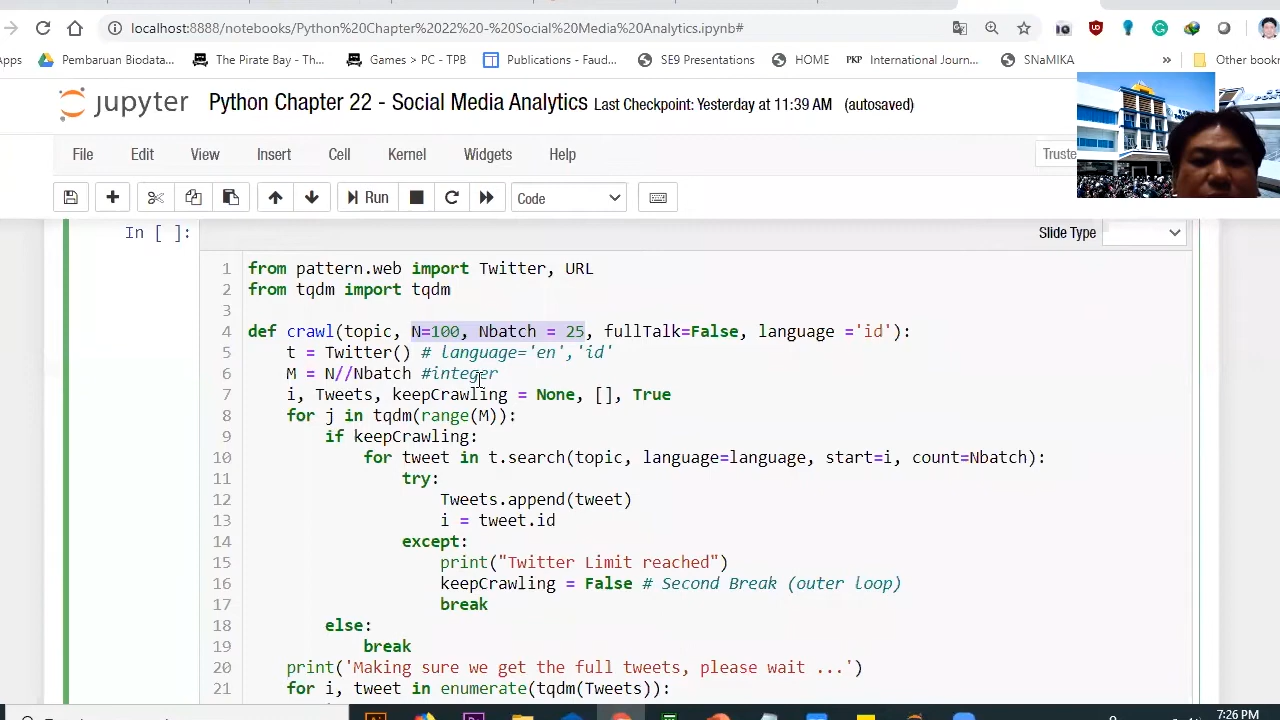 localhost:8888/notebooks/Python%20Chapter%2022%20-%20Social%20Media%20Analytics.ipynb#
Apps Pembaruan Biodata... The Pirate Bay - Th... Games > PC - TPB Publications - Faud... SE9 Presentations HOME PKP International Journ... SNaMIKA » Other bookr
jupyter Python Chapter 22 - Social Media Analytics Last Checkpoint: Yesterday at 11:39 AM (autosaved)
File Edit View Insert Cell Kernel Widgets Help Truste
Run Code
In [ ]: Slide Type
1 from pattern.web import Twitter, URL
2 from tqdm import tqdm
3
4 def crawl(topic, N=100, Nbatch = 25, fullTalk=False, language ='id'):
5 t = Twitter() # language='en','id'
6 M = N//Nbatch #integer
7 i, Tweets, keepCrawling = None, [], True
8 for j in tqdm(range(M)):
9 if keepCrawling:
10 for tweet in t.search(topic, language=language, start=i, count=Nbatch):
11 try:
12 Tweets.append(tweet)
13 i = tweet.id
14 except:
15 print("Twitter Limit reached")
16 keepCrawling = False # Second Break (outer loop)
17 break
18 else:
19 break
20 print('Making sure we get the full tweets, please wait ...')
21 for i, tweet in enumerate(tqdm(Tweets)):
7:26 PM